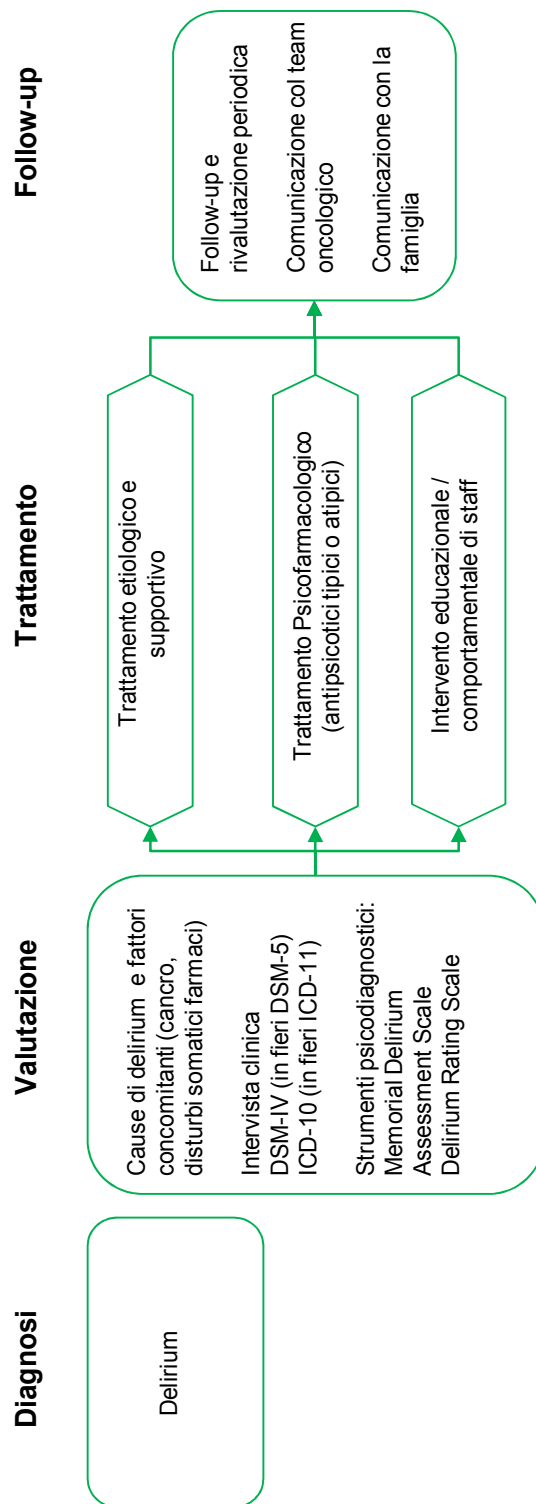 Diagnosi
Valutazione
Trattamento
Follow-up
Delirium
Cause di delirium e fattori
concomitanti (cancro,
disturbi somatici farmaci)
Intervista clinica
DSM-IV (in fieri DSM-5)
ICD-10 (in fieri ICD-11)
Strumenti psicodiagnostici:
Memorial Delirium
Assessment Scale
Delirium Rating Scale
Trattamento etiologico e
supportivo
Trattamento Psicofarmacologico
(antipsicotici tipici o atipici)
Intervento educazionale /
comportamentale di staff
Follow-up e
rivalutazione periodica
Comunicazione col team
oncologico
Comunicazione con la
famiglia